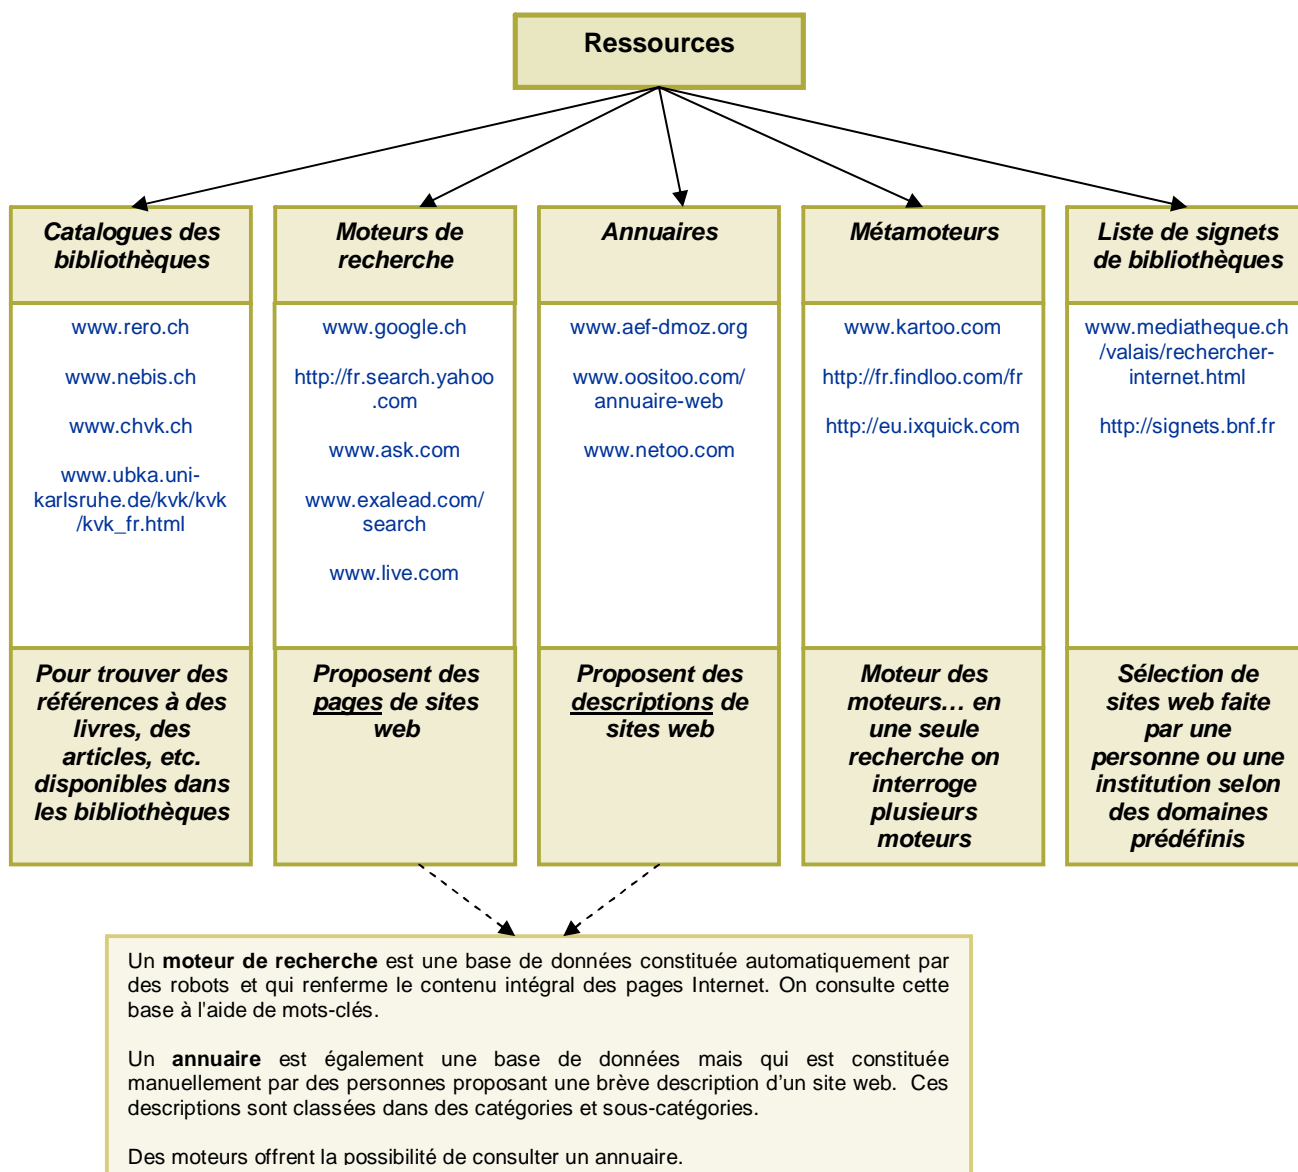 Ressources
Catalogues des
bibliothèques
www.rero.ch
www.nebis.ch
www.chvk.ch
www.ubka.uni-
karlsruhe.de/kvk/kvk
/kvk_fr.html
Pour trouver des
références à des
livres, des
articles, etc.
disponibles dans
les bibliothèques
Moteurs de
recherche
www.google.ch
http://fr.search.yahoo
.com
www.ask.com
www.exalead.com/
search
www.live.com
Proposent des
pages de sites
web
Annuaires
www.aef-dmoz.org
www.oositoo.com/
annuaire-web
www.netoo.com
Proposent des
descriptions de
sites web
Métamoteurs
www.kartoo.com
http://fr.findloo.com/fr
http://eu.ixquick.com
Moteur des
moteurs… en
une seule
recherche on
interroge
plusieurs
moteurs
Liste de signets
de bibliothèques
www.mediatheque.ch
/valais/rechercher-
internet.html
http://signets.bnf.fr
Sélection de
sites web faite
par une
personne ou une
institution selon
des domaines
prédéfinis
Un moteur de recherche est une base de données constituée automatiquement par
des robots et qui renferme le contenu intégral des pages Internet. On consulte cette
base à l'aide de mots-clés.
Un annuaire est également une base de données mais qui est constituée
manuellement par des personnes proposant une brève description d’un site web. Ces
descriptions sont classées dans des catégories et sous-catégories.
Des moteurs offrent la possibilité de consulter un annuaire.